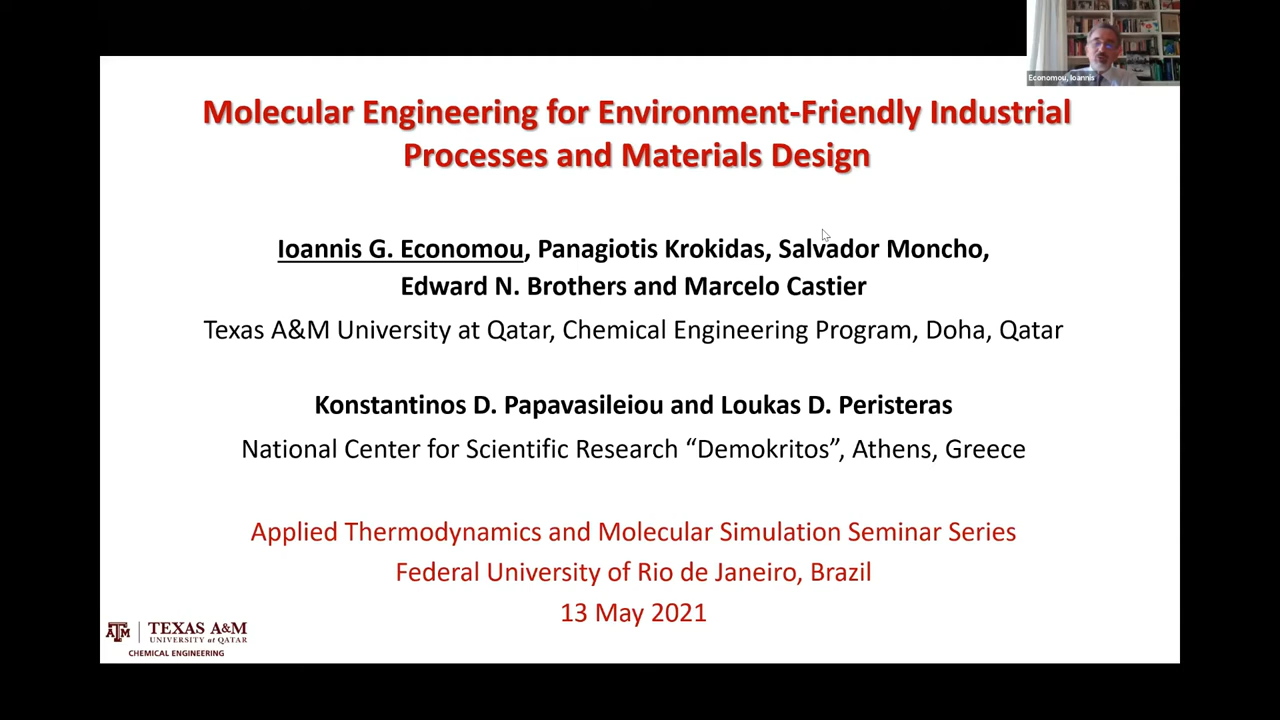 Economou, Ioannis
Molecular Engineering for Environment-Friendly Industrial
Processes and Materials Design
Ioannis G. Economou, Panagiotis Krokidas, Salvador Moncho,
Edward N. Brothers and Marcelo Castier
Texas A&M University at Qatar, Chemical Engineering Program, Doha, Qatar
Konstantinos D. Papavasileiou and Loukas D. Peristeras
National Center for Scientific Research “Demokritos”, Athens, Greece
Applied Thermodynamics and Molecular Simulation Seminar Series
Federal University of Rio de Janeiro, Brazil
13 May 2021
ATM TEXAS A&M
UNIVERSITY at QATAR
CHEMICAL ENGINEERING